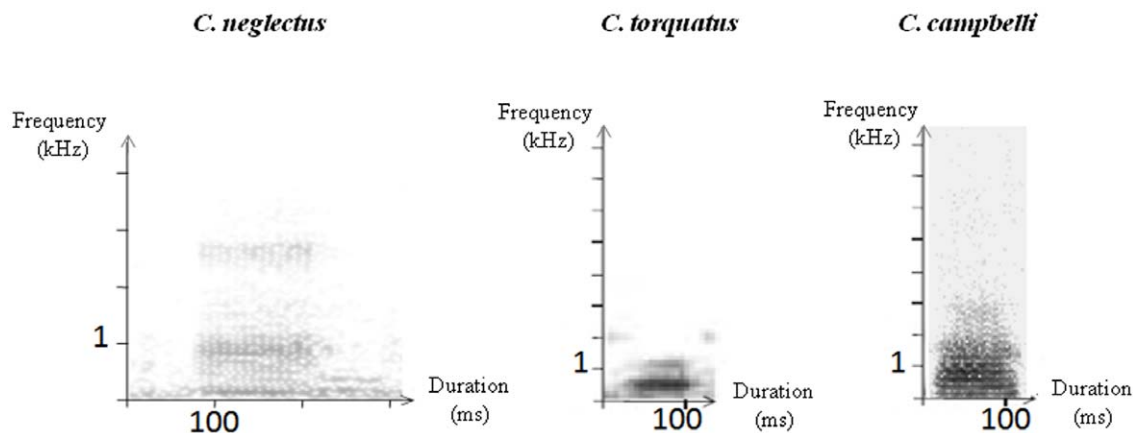 C. neglectus
C. torquatus
C. campbelli
Frequency
(kHz)
1
100
Duration
(ms)
Frequency
(kHz)
1
100
Duration
(ms)
Frequency
(kHz)
1
100
Duration
(ms)